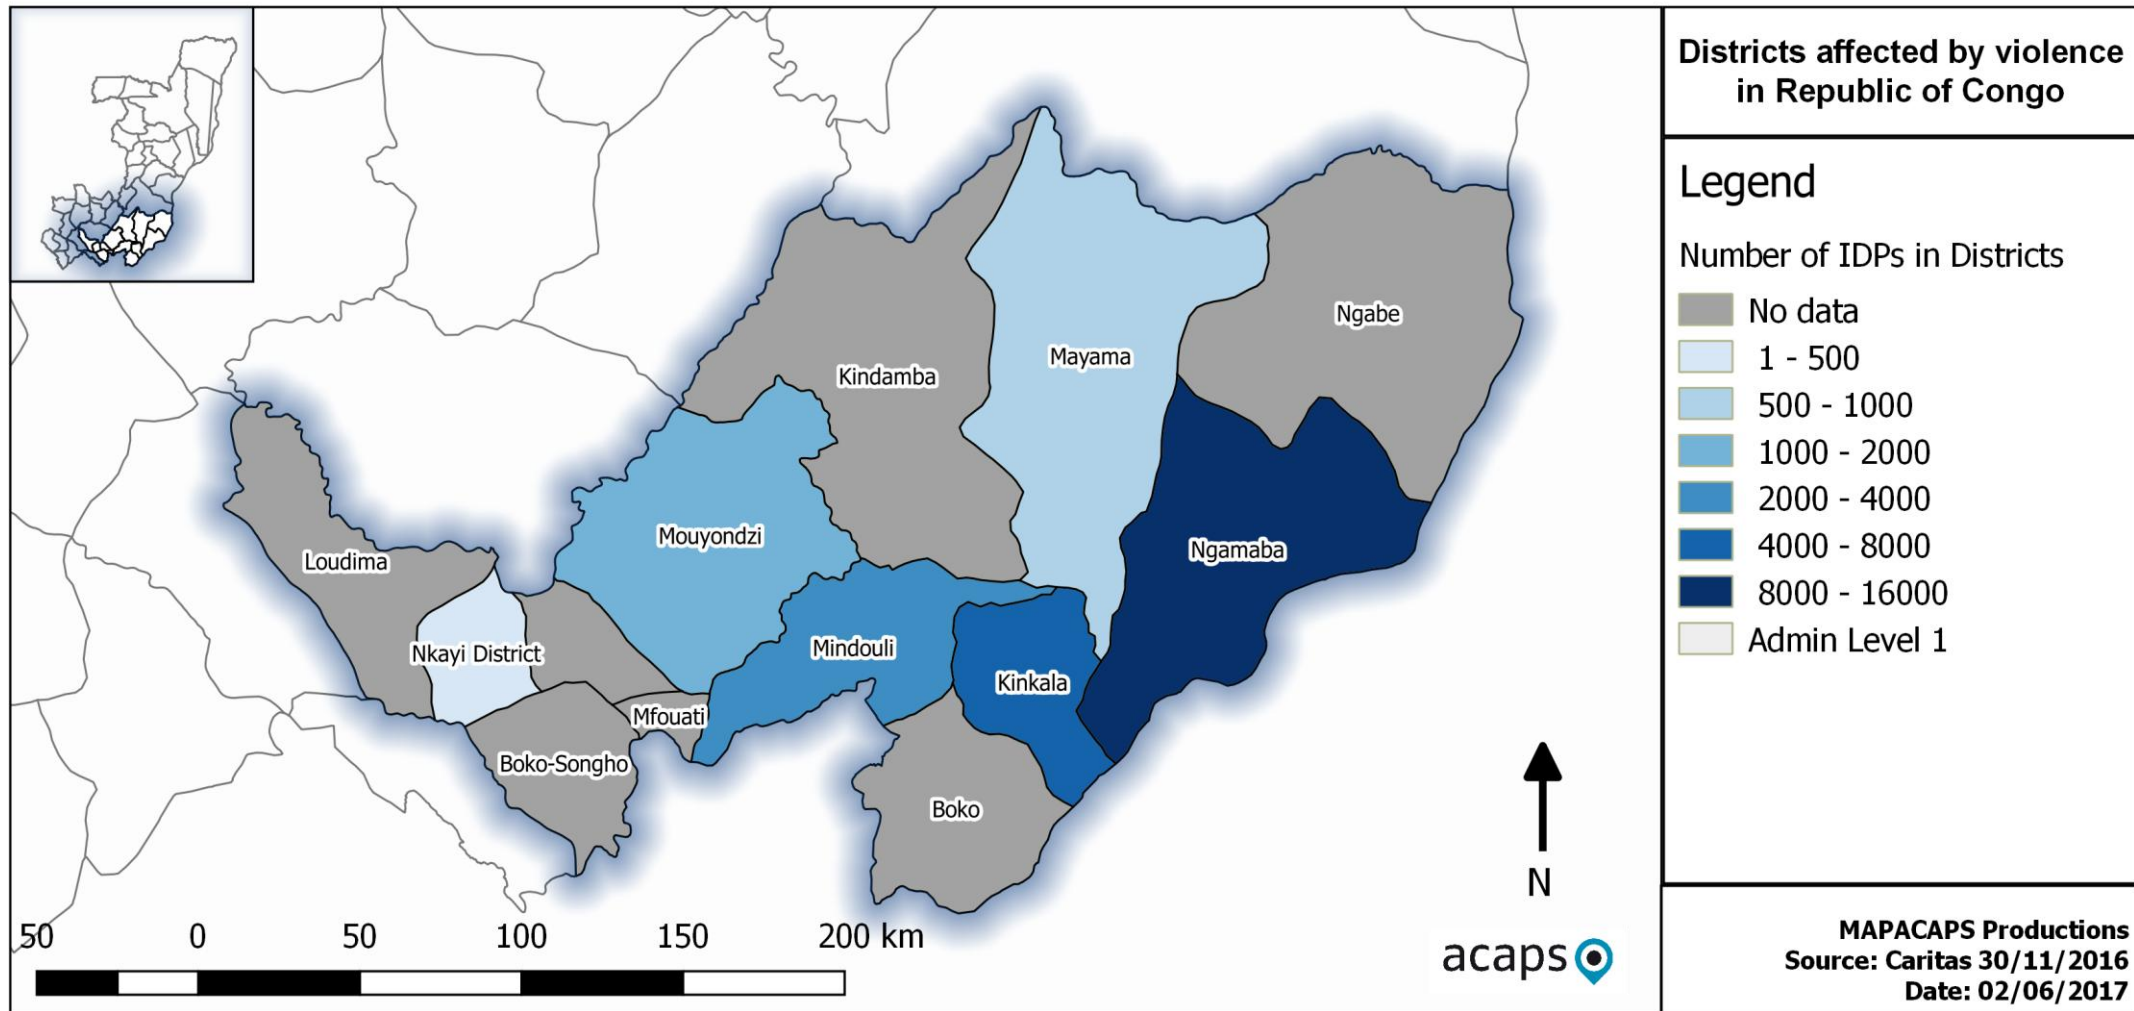 Districts affected by violence
in Republic of Congo
Legend
Number of IDPs in Districts
No data
1 - 500
500 - 1000
1000 - 2000
2000 - 4000
4000 - 8000
8000 - 16000
Admin Level 1
Ngabe
Mayama
Kindamba
Mouyondzi
Ngamaba
Loudima
Nkayi District
Mindouli
Kinkala
Mfouati
Boko-Songho
Boko
N
50 0 50 100 150 200 km
acaps
MAPACAPS Productions
Source: Caritas 30/11/2016
Date: 02/06/2017